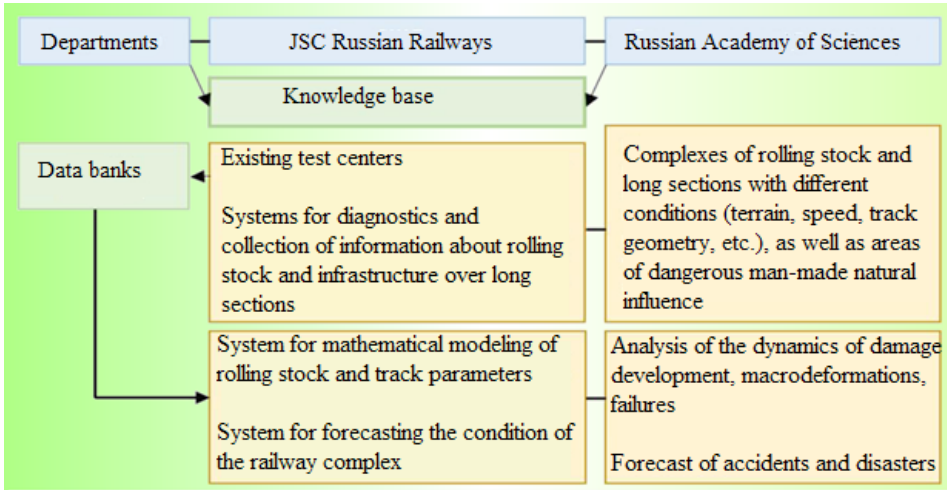 Departments
JSC Russian Railways
Russian Academy of Sciences
Knowledge base
Data banks
Existing test centers
Systems for diagnostics and
collection of information about rolling
stock and infrastructure over long
sections
Complexes of rolling stock and
long sections with different
conditions (terrain, speed, track
geometry, etc.), as well as areas
of dangerous man-made natural
influence
System for mathematical modeling of
rolling stock and track parameters
System for forecasting the condition of
the railway complex
Analysis of the dynamics of damage
development, macrodeformations,
failures
Forecast of accidents and disasters